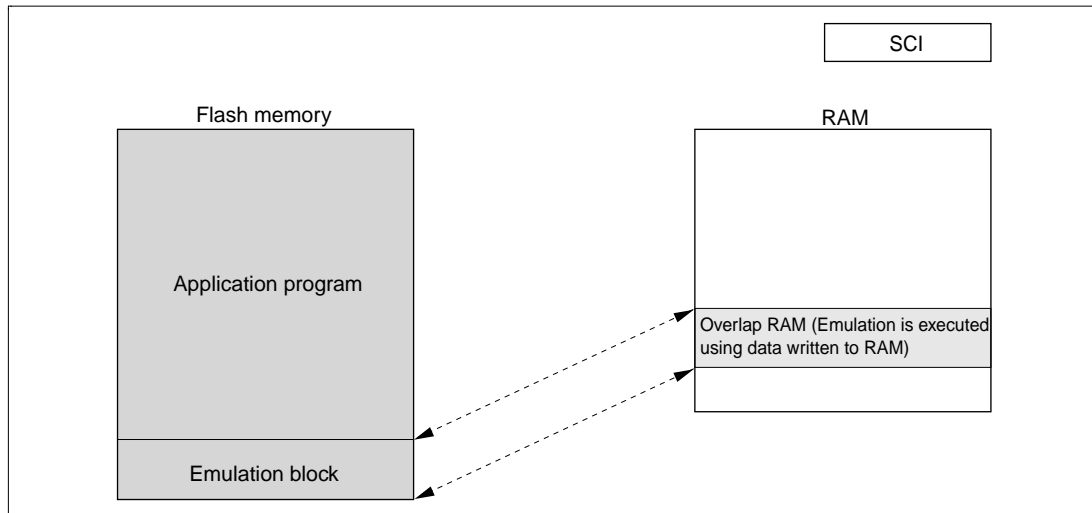 SCI
Flash memory
RAM
Application program
Overlap RAM (Emulation is executed
using data written to RAM)
Emulation block